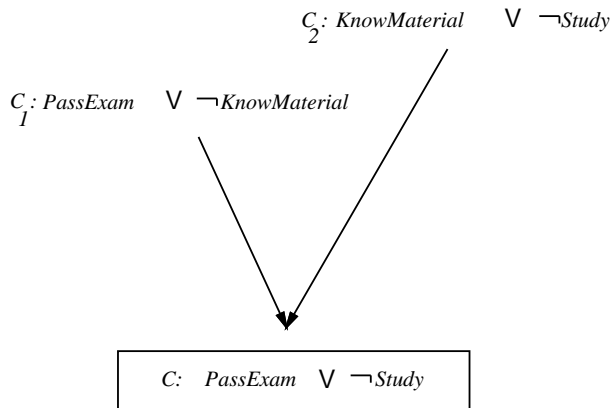 C₂: KnowMaterial V ¬Study
C₁: PassExam V ¬KnowMaterial
C: PassExam V ¬Study